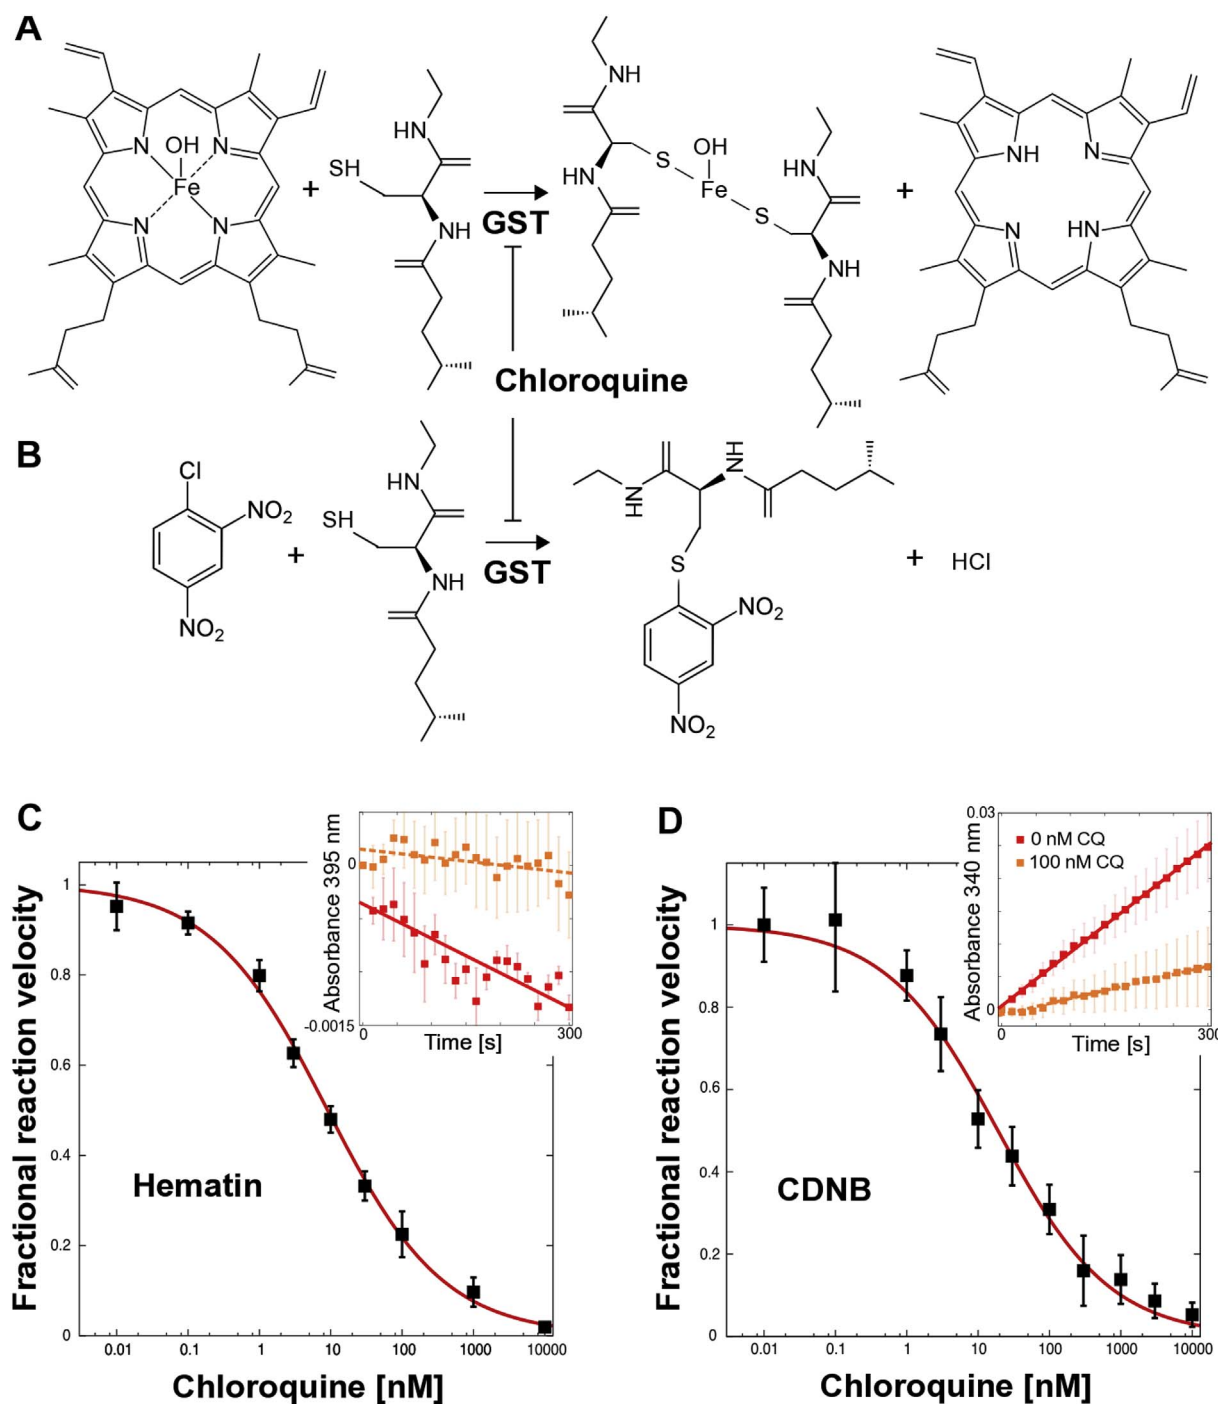 A
OH
N
N
Fe
N
N
+
HN
SH
NH
GST
NH
HN
S
OH
Fe
S
HN
NH
+
NH
N
N
HN
Chloroquine
B
Cl
NO2
NO2
+
HN
SH
NH
GST
HN
NH
S
NO2
NO2
+
HCl
C
Fractional reaction velocity
1
0.8
0.6
0.4
0.2
0
0.01
0.1
1
10
100
1000
10000
Chloroquine [nM]
Hematin
Absorbance 395 nm
0
-0.0015
0
300
Time [s]
D
Fractional reaction velocity
1
0.8
0.6
0.4
0.2
0
0.01
0.1
1
10
100
1000
10000
Chloroquine [nM]
CDNB
Absorbance 340 nm
0.03
0
0 nM CQ
100 nM CQ
0
300
Time [s]